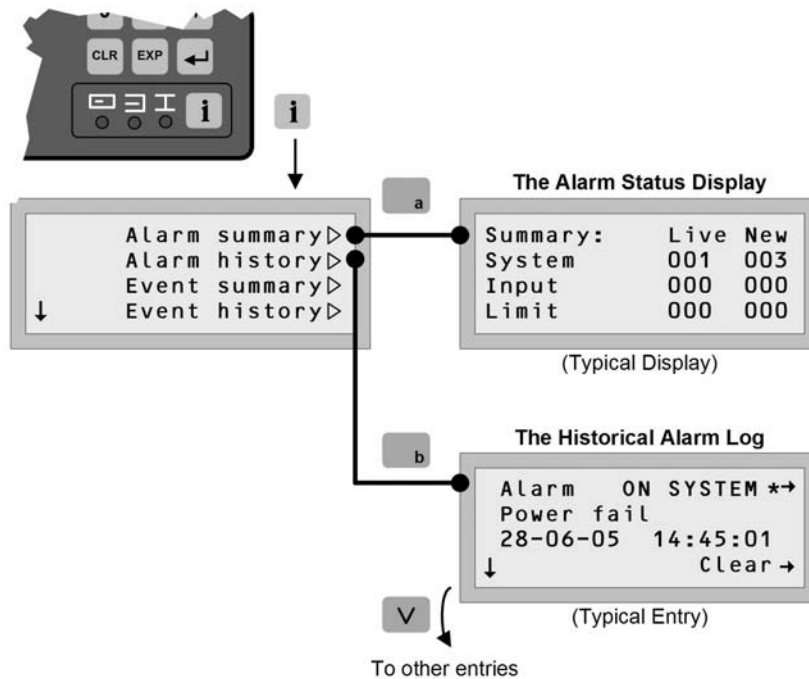 CLR EXP
i
i
a
The Alarm Status Display
Alarm summary
Alarm history
Event summary
Event history
Summary: Live New
System 001 003
Input 000 000
Limit 000 000
(Typical Display)
b
The Historical Alarm Log
Alarm ON SYSTEM *→
Power fail
28-06-05 14:45:01
↓ Clear →
V
(Typical Entry)
To other entries